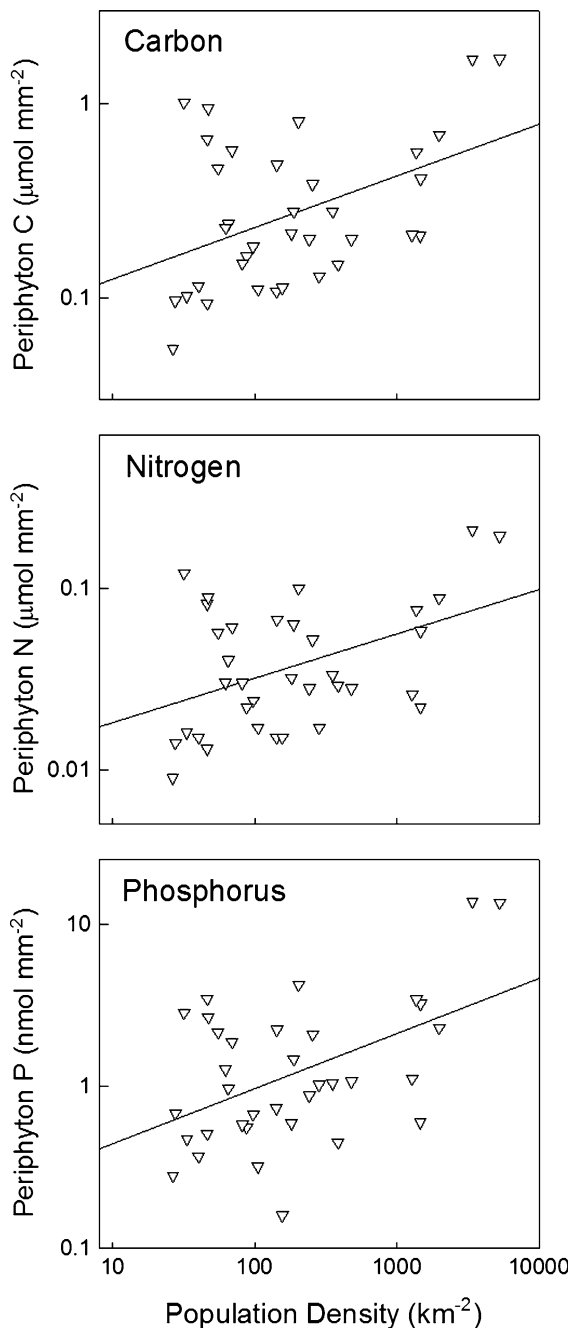 Carbon
1
0.1
Periphyton C (μmol mm⁻²)
Nitrogen
0.1
0.01
Periphyton N (μmol mm⁻²)
Phosphorus
10
1
0.1
Periphyton P (nmol mm⁻²)
10 100 1000 10000
Population Density (km⁻²)